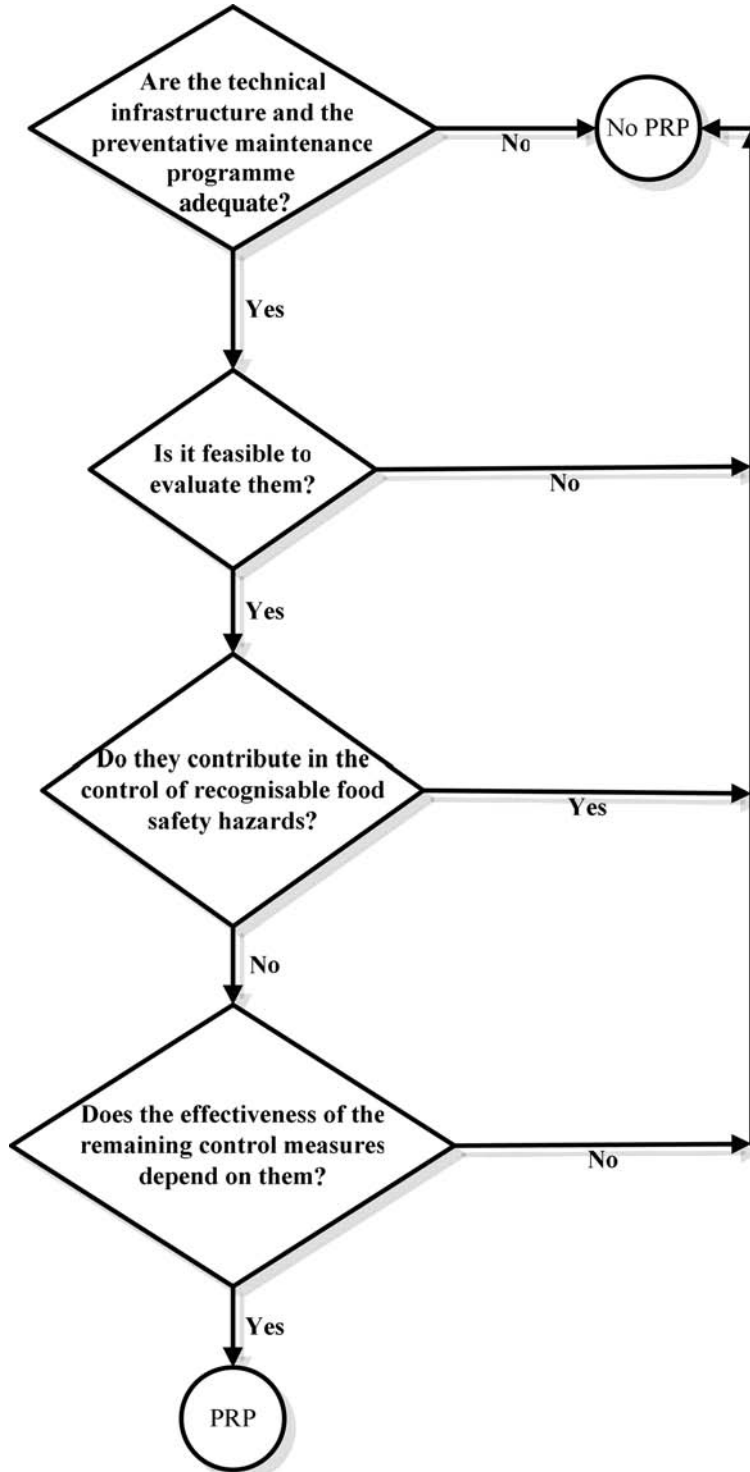 Are the technical
infrastructure and the
preventative maintenance
programme
adequate?
No
No PRP
Yes
Is it feasible to
evaluate them?
No
Yes
Do they contribute in the
control of recognisable food
safety hazards?
Yes
No
Does the effectiveness of the
remaining control measures
depend on them?
No
Yes
PRP